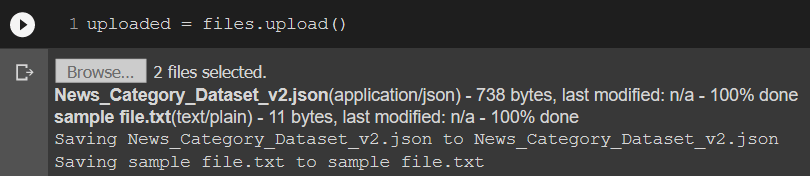 1 uploaded = files.upload()
Browse... 2 files selected.
News_Category_Dataset_v2.json(application/json) - 738 bytes, last modified: n/a - 100% done
sample file.txt(text/plain) - 11 bytes, last modified: n/a - 100% done
Saving News_Category_Dataset_v2.json to News_Category_Dataset_v2.json
Saving sample file.txt to sample file.txt